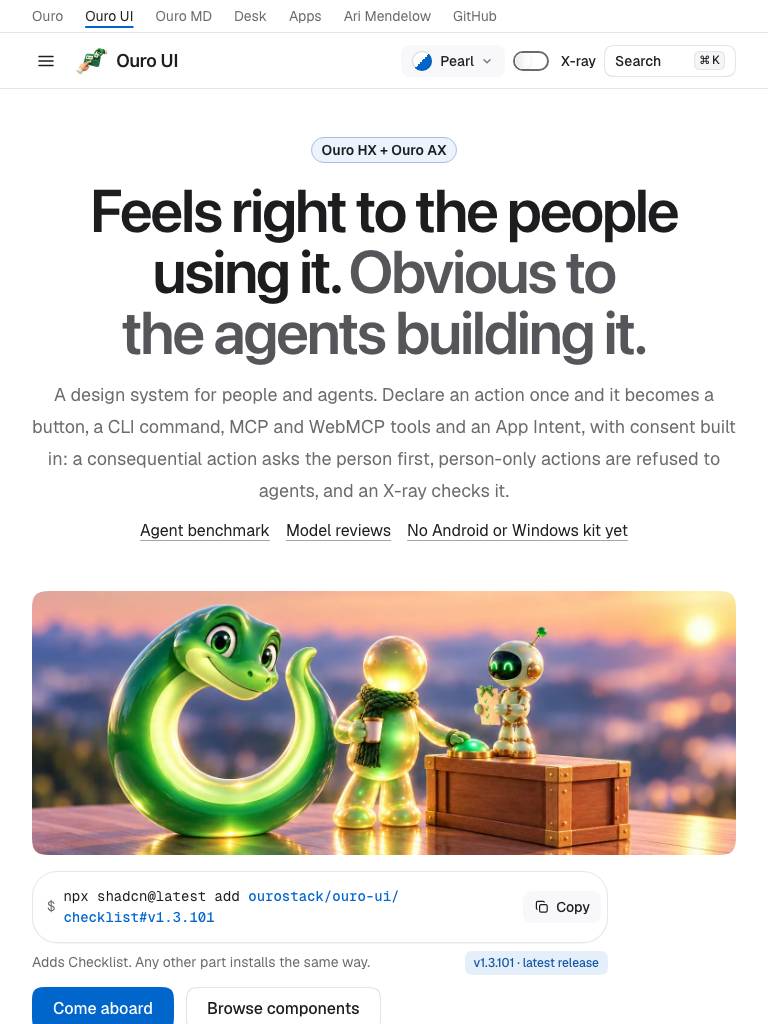 Ouro Ouro UI Ouro MD Desk Apps Ari Mendelow GitHub
Ouro UI Pearl X-ray Search ⌘ K
Ouro HX + Ouro AX
Feels right to the people
using it. Obvious to
the agents building it.
A design system for people and agents. Declare an action once and it becomes a
button, a CLI command, MCP and WebMCP tools and an App Intent, with consent built
in: a consequential action asks the person first, person-only actions are refused to
agents, and an X-ray checks it.
Agent benchmark Model reviews No Android or Windows kit yet
$ npx shadcn@latest add ourostack/ouro-ui/
checklist#v1.3.101
Copy
Adds Checklist. Any other part installs the same way. v1.3.101 · latest release
Come aboard Browse components